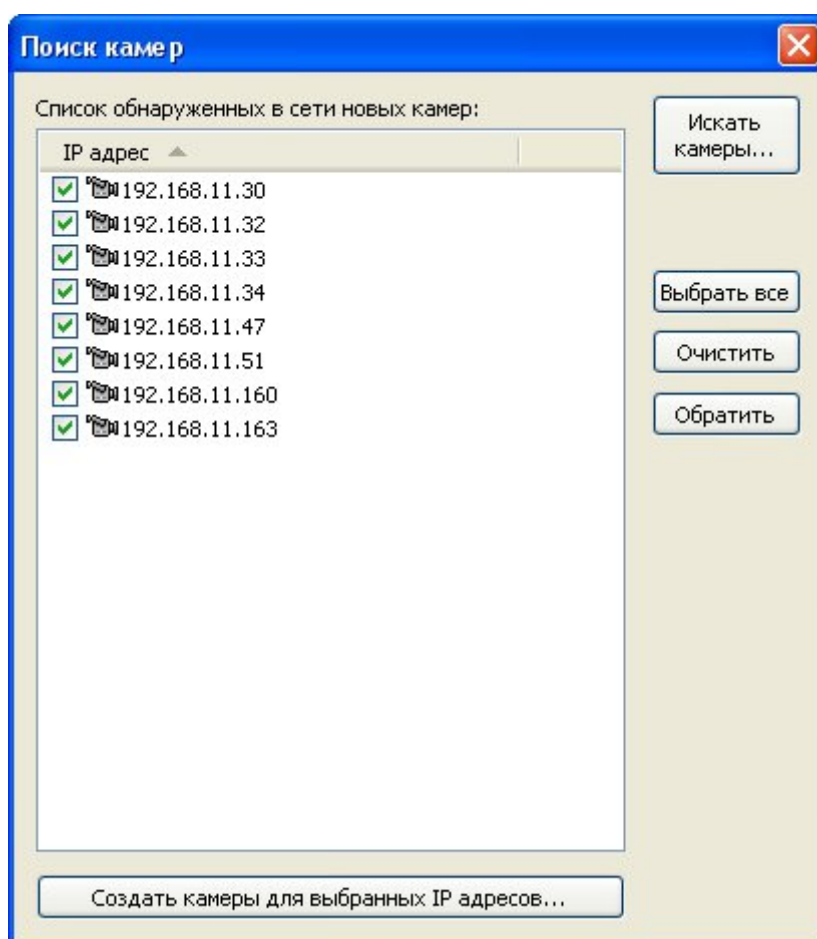 Поиск камер
Список обнаруженных в сети новых камер:
Искать
камеры...
IP адрес
192.168.11.30
192.168.11.32
192.168.11.33
192.168.11.34
192.168.11.47
192.168.11.51
192.168.11.160
192.168.11.163
Выбрать все
Очистить
Обратить
Создать камеры для выбранных IP адресов...